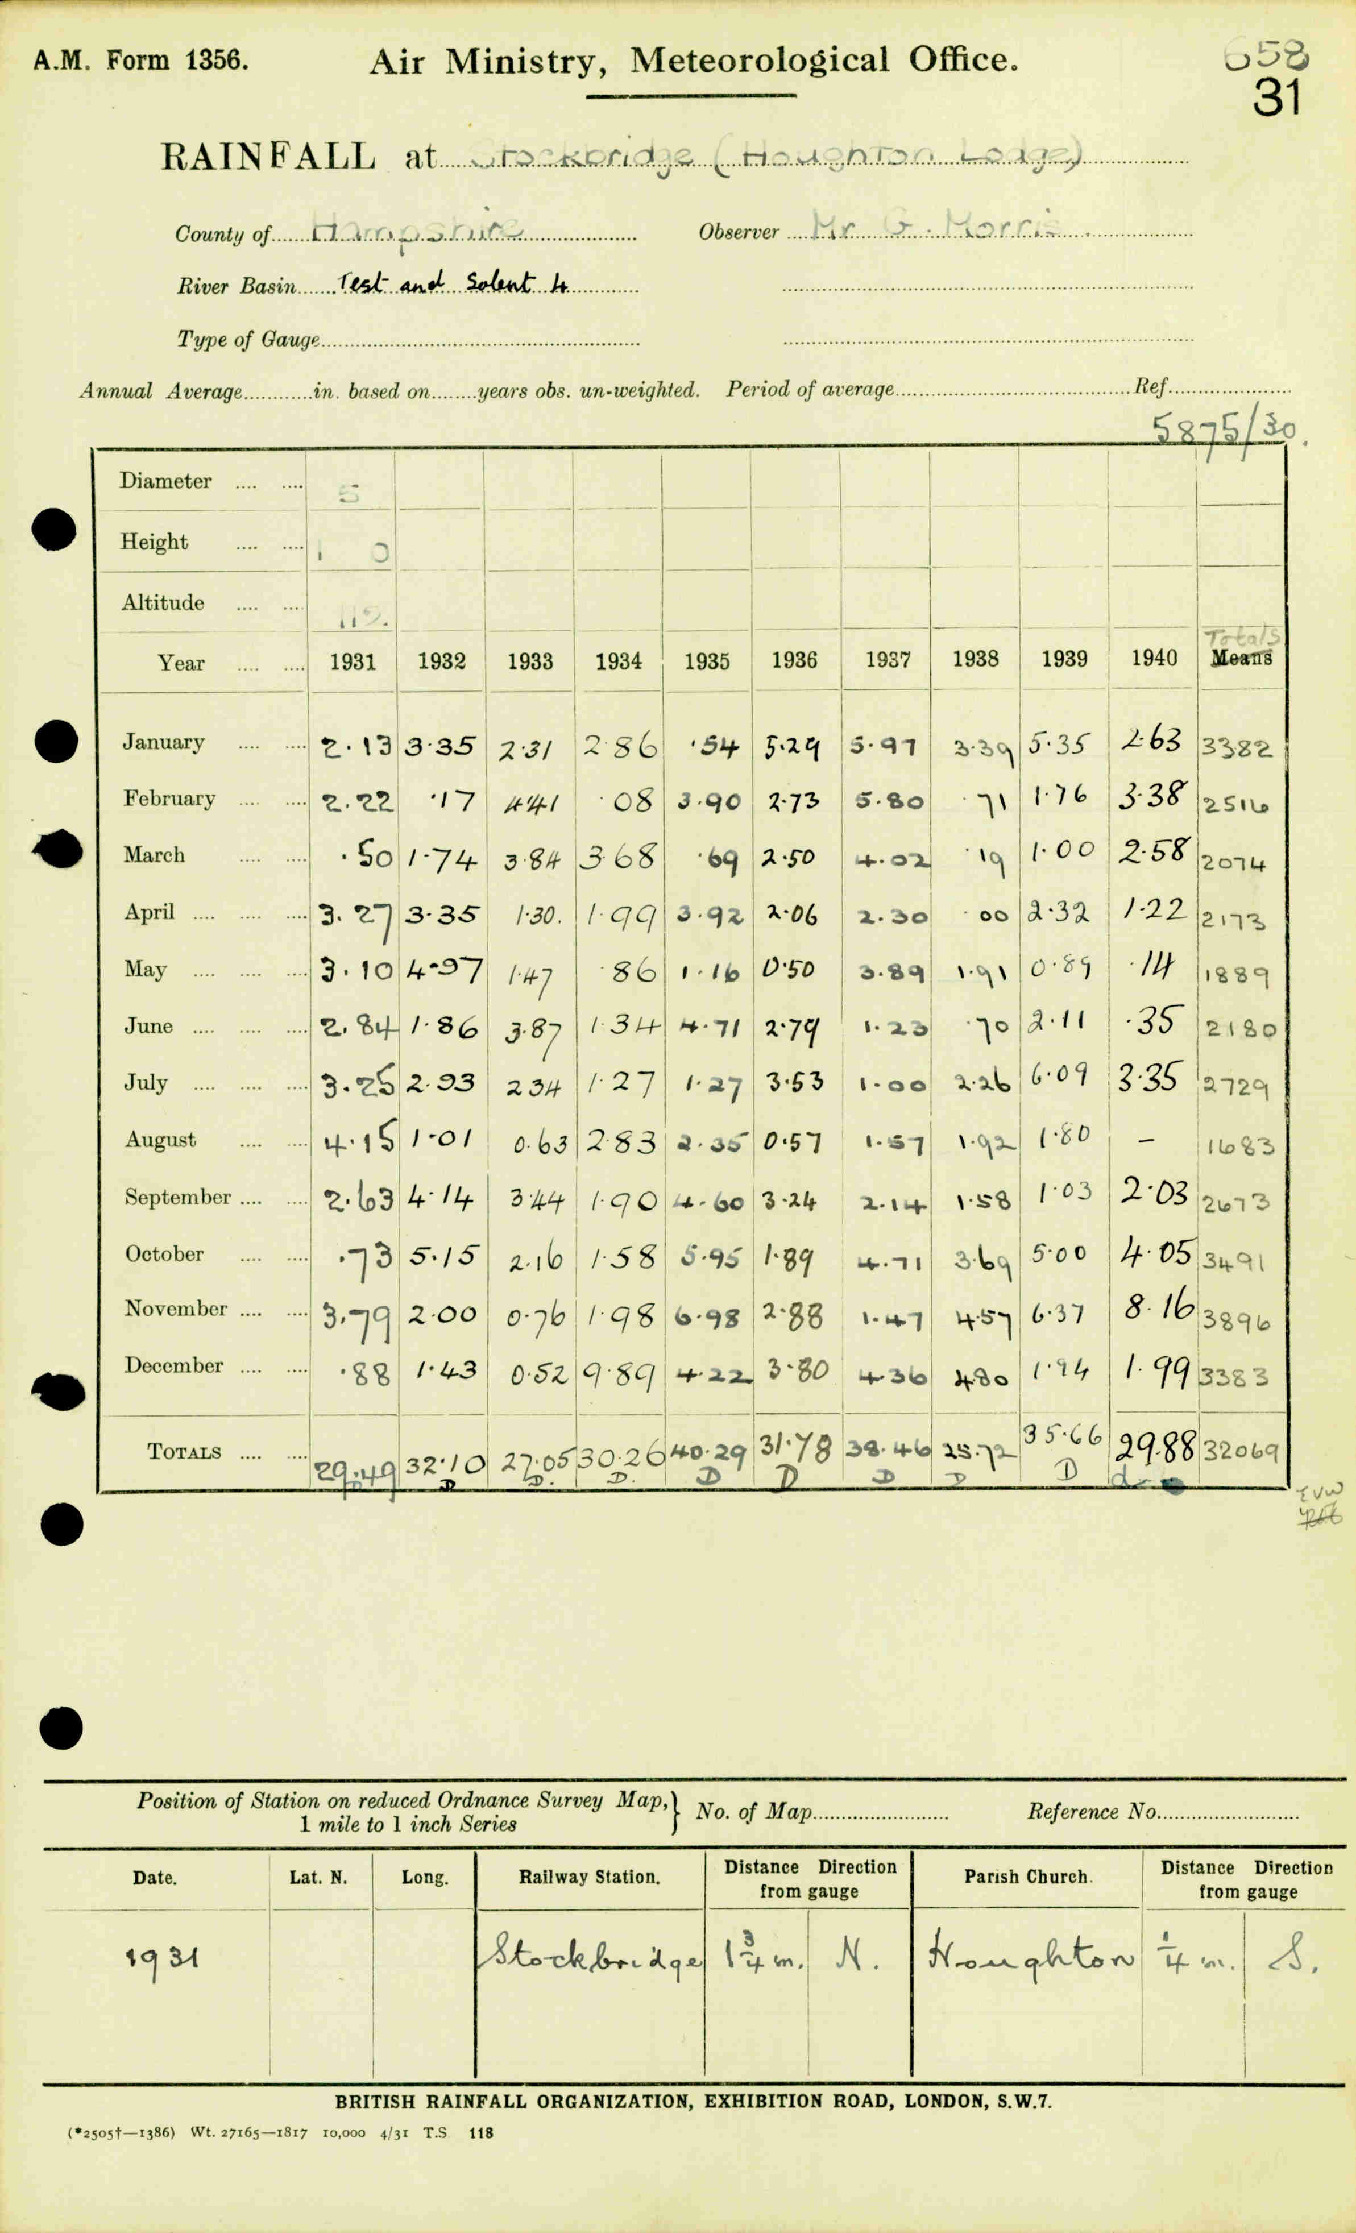 A.M. Form 1356. Air Ministry, Meteorological Office. 658
31
RAINFALL at Stockbridge (Houghton Lodge)
County of Hampshire Observer Mr G. Morris.
River Basin Test and Solent 4
Type of Gauge
Annual Average in. based on years obs. un-weighted. Period of average Ref.
5875/30.
Diameter 5
Height 1 0
Altitude 119.
Totals
Year 1931 1932 1933 1934 1935 1936 1937 1938 1939 1940 Means
January 2.13 3.35 2.31 2.86 .54 5.29 5.97 3.39 5.35 2.63 3382
February 2.22 .17 4.41 .08 3.90 2.73 5.80 .71 1.76 3.38 2516
March .50 1.74 3.84 3.68 .69 2.50 4.02 .19 1.00 2.58 2074
April 3.27 3.35 1.30. 1.99 3.92 2.06 2.30 .00 2.32 1.22 2173
May 3.10 4.97 1.47 .86 1.16 0.50 3.89 1.91 0.89 .14 1889
June 2.84 1.86 3.87 1.34 4.71 2.79 1.23 .70 2.11 .35 2180
July 3.25 2.93 2.34 1.27 1.27 3.53 1.00 2.26 6.09 3.35 2729
August 4.15 1.01 0.63 2.83 2.35 0.57 1.57 1.92 1.80 – 1683
September 2.63 4.14 3.44 1.90 4.60 3.24 2.14 1.58 1.03 2.03 2673
October .73 5.15 2.16 1.58 5.95 1.89 4.71 3.69 5.00 4.05 3491
November 3.79 2.00 0.76 1.98 6.98 2.88 1.47 4.57 6.37 8.16 3896
December .88 1.43 0.52 9.89 4.22 3.80 4.36 4.80 1.94 1.99 3383
TOTALS 29.49 32.10 27.05 30.26 40.29 31.78 38.46 25.72 35.66 29.88 32069
D D D. D. D D D D D
EVW
Position of Station on reduced Ordnance Survey Map, 1 mile to 1 inch Series } No. of Map Reference No.
Date. Lat. N. Long. Railway Station. Distance Direction from gauge Parish Church. Distance Direction from gauge
1931 Stockbridge 1 3/4 m. N. Houghton 1/4 m. S.
BRITISH RAINFALL ORGANIZATION, EXHIBITION ROAD, LONDON, S.W.7.
(*2505†—1386) Wt. 27165—1817 10,000 4/31 T.S 118